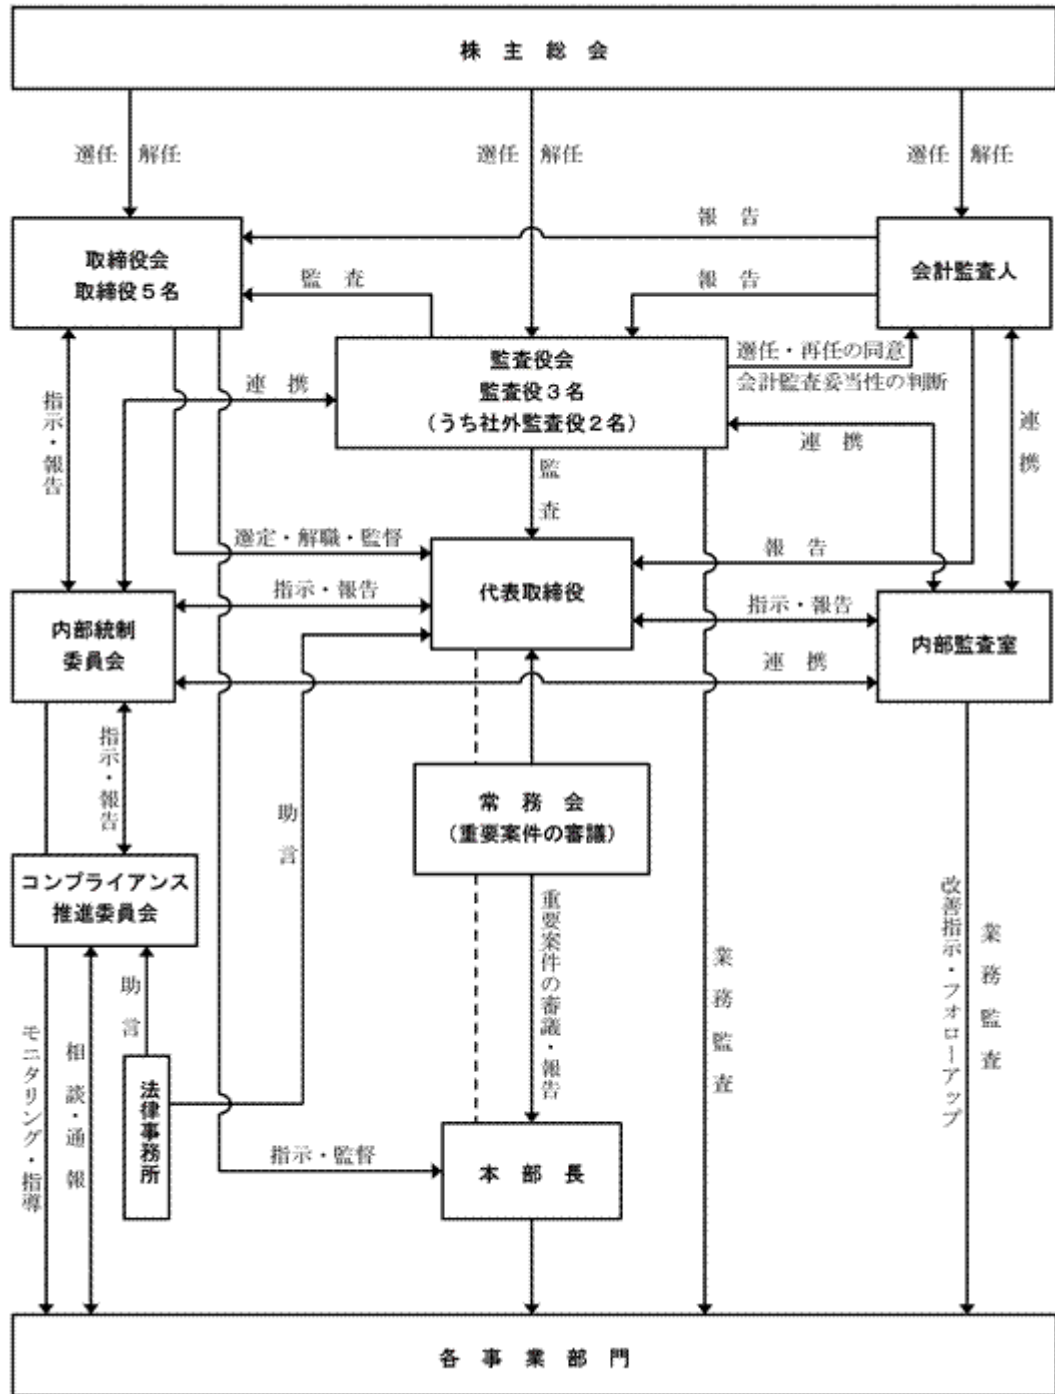 株主総会
選任 解任
選任 解任
選任 解任
取締役会
取締役５名
報告
会計監査人
監査
報告
監査役会
監査役３名
（うち社外監査役２名）
選任・再任の同意
会計監査妥当性の判断
連携
指示・報告
連携
連携
監査
選定・解職・監督
代表取締役
報告
指示・報告
指示・報告
内部統制
委員会
内部監査室
連携
指示・報告
助言
常務会
（重要案件の審議）
コンプライアンス
推進委員会
重要案件の審議・報告
業務監査
改善指示・フォローアップ
業務監査
助言
モニタリング・指導
相談・通報
法律事務所
指示・監督
本部長
各事業部門